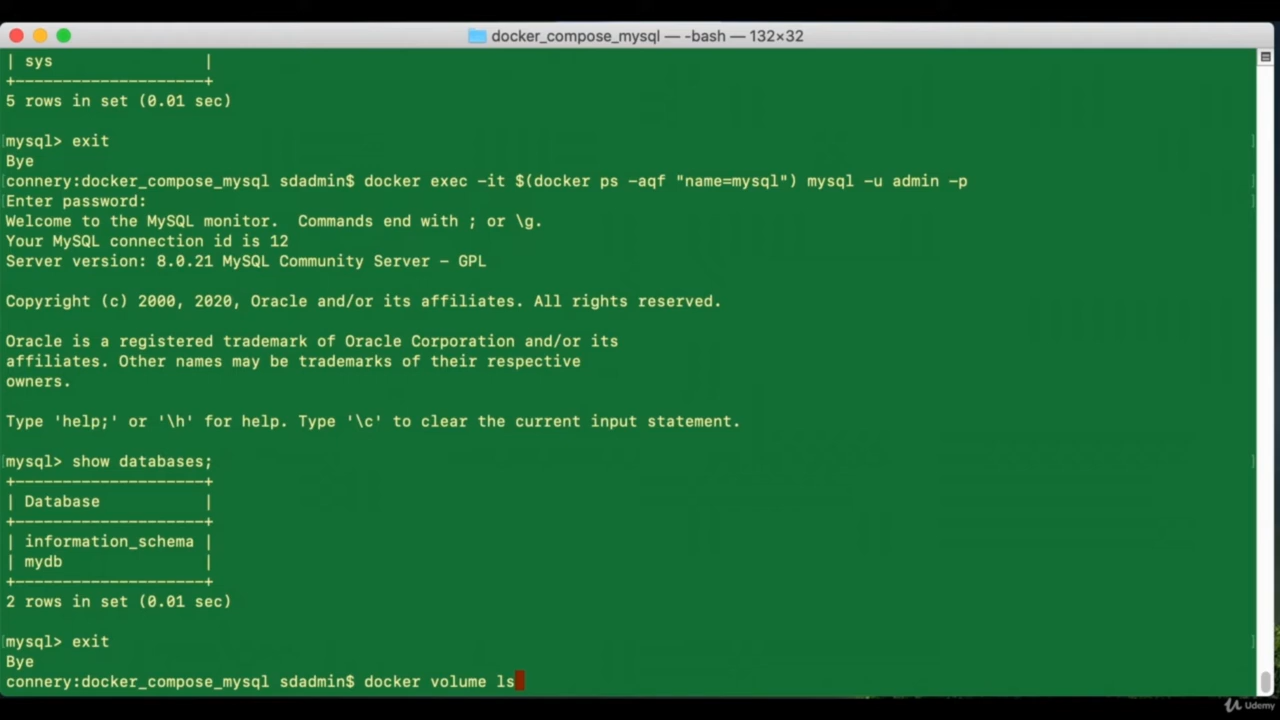 docker_compose_mysql — -bash — 132×32
| sys                |
+--------------------+
5 rows in set (0.01 sec)
mysql> exit
Bye
connery:docker_compose_mysql sdadmin$ docker exec -it $(docker ps -aqf "name=mysql") mysql -u admin -p
Enter password:
Welcome to the MySQL monitor.  Commands end with ; or \g.
Your MySQL connection id is 12
Server version: 8.0.21 MySQL Community Server - GPL
Copyright (c) 2000, 2020, Oracle and/or its affiliates. All rights reserved.
Oracle is a registered trademark of Oracle Corporation and/or its
affiliates. Other names may be trademarks of their respective
owners.
Type 'help;' or '\h' for help. Type '\c' to clear the current input statement.
mysql> show databases;
+--------------------+
| Database           |
+--------------------+
| information_schema |
| mydb               |
+--------------------+
2 rows in set (0.01 sec)
mysql> exit
Bye
connery:docker_compose_mysql sdadmin$ docker volume ls
Udemy